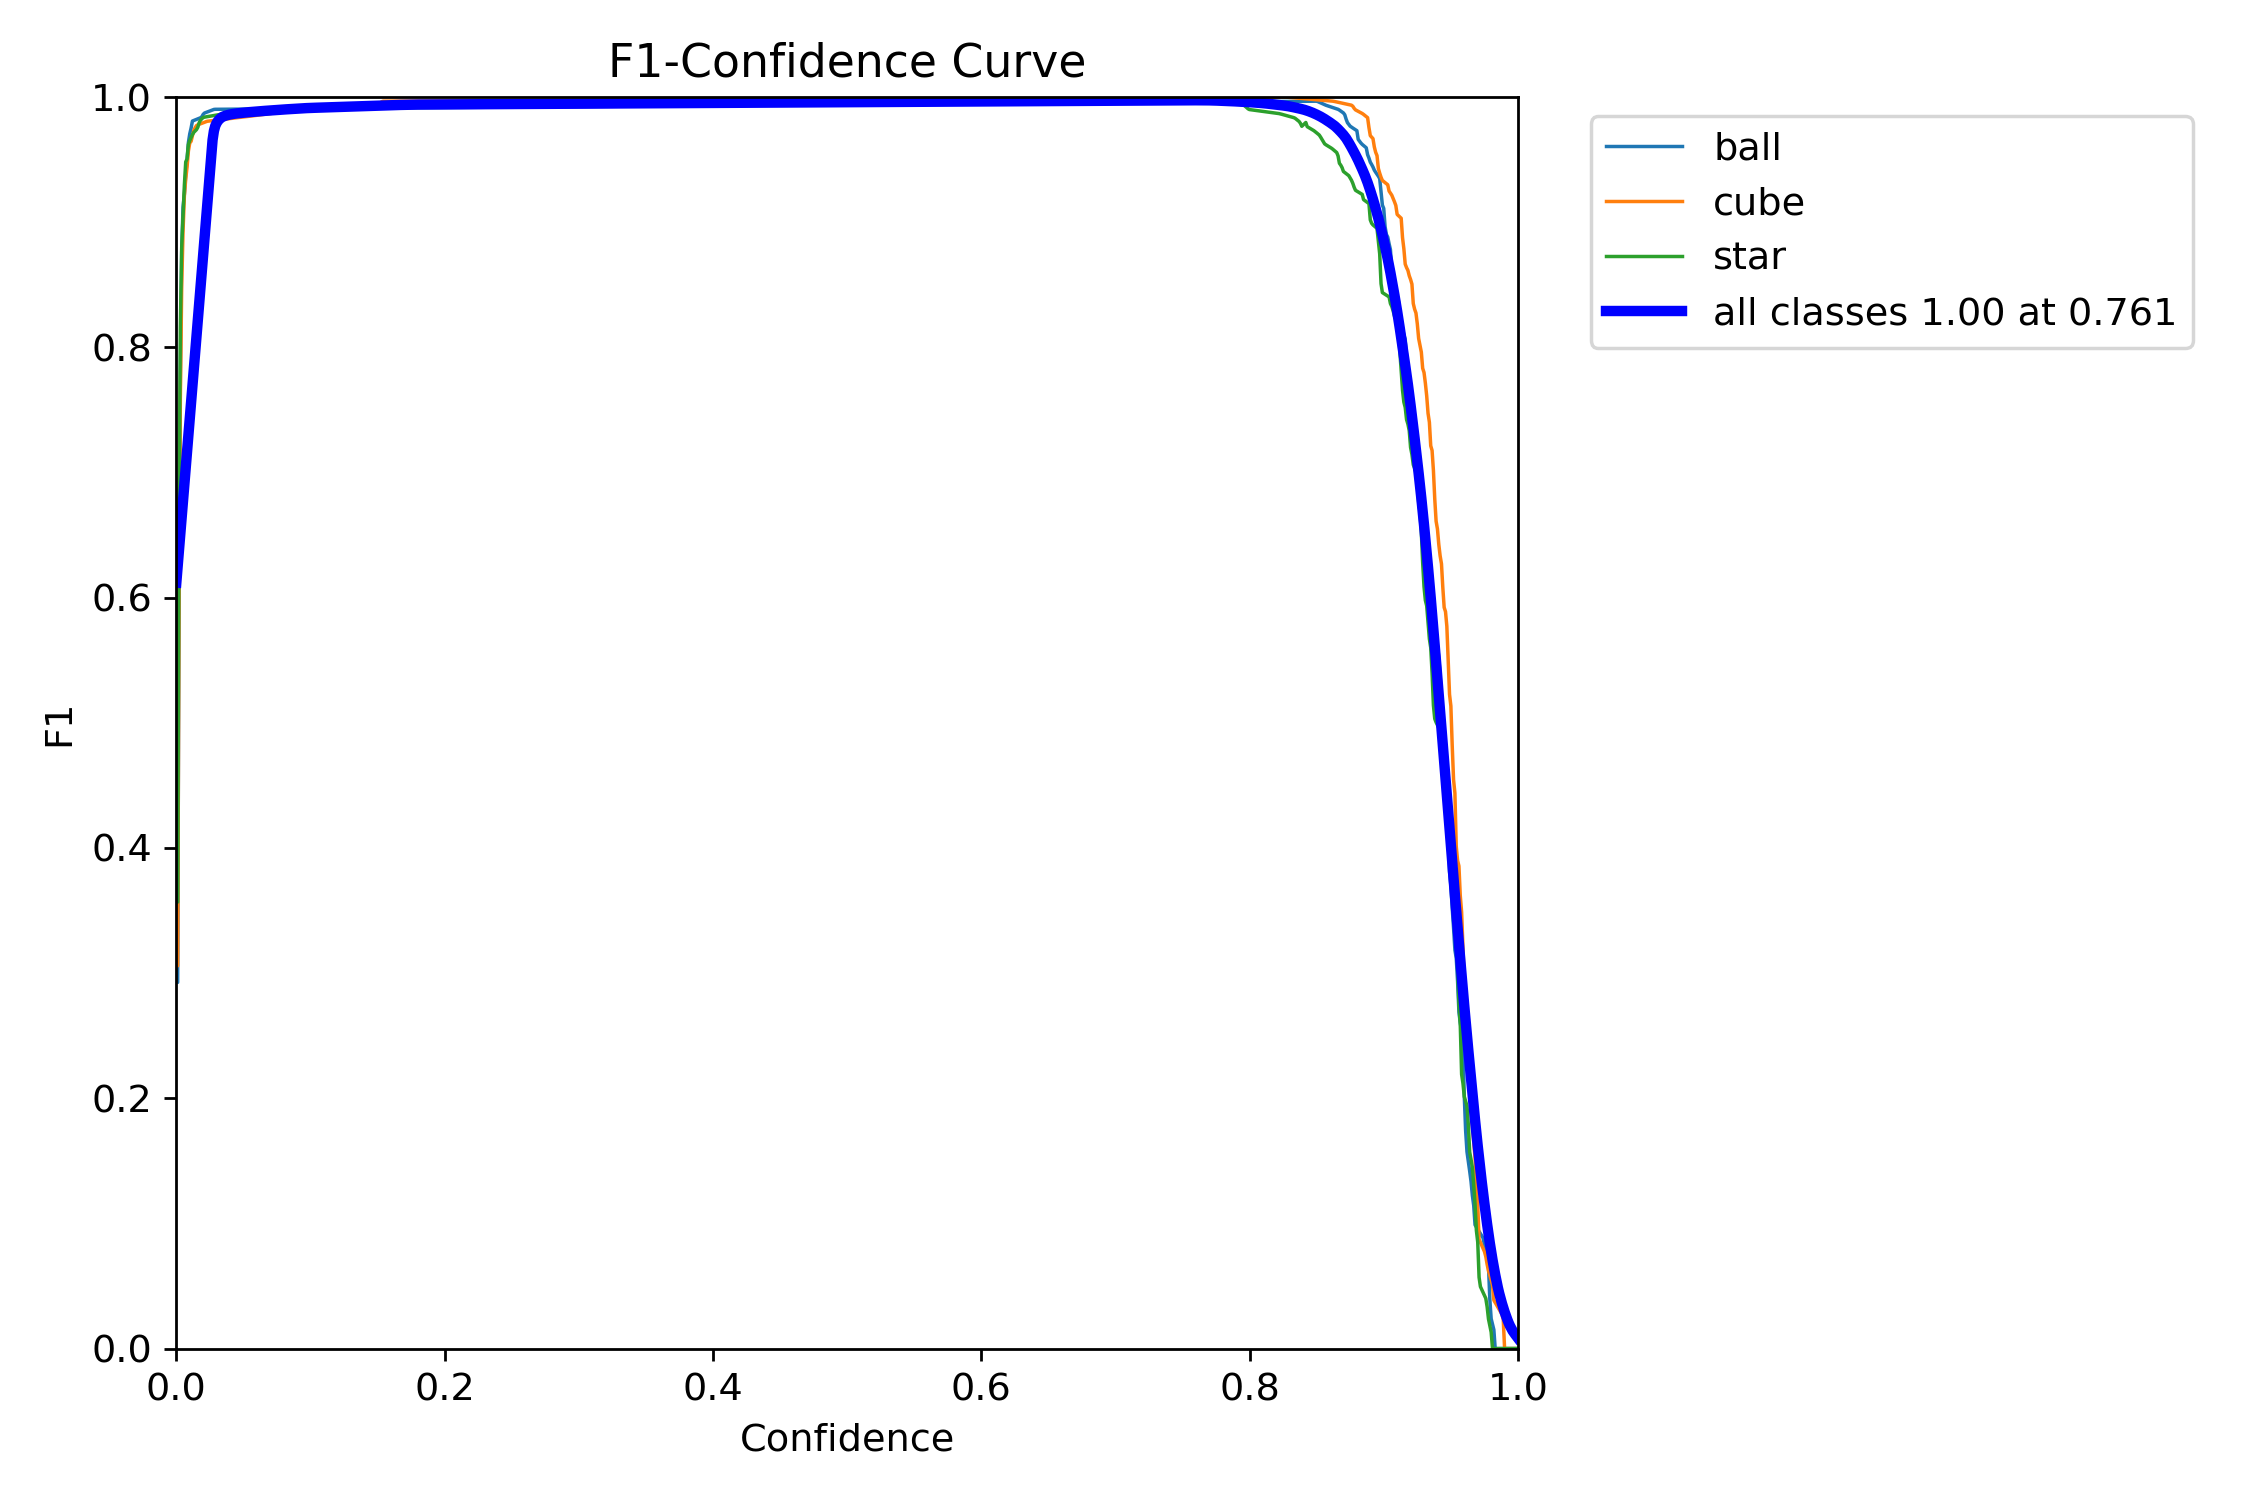 F1-Confidence Curve
1.0
0.8
0.6
0.4
0.2
0.0
F1
0.0 0.2 0.4 0.6 0.8 1.0
Confidence
ball
cube
star
all classes 1.00 at 0.761